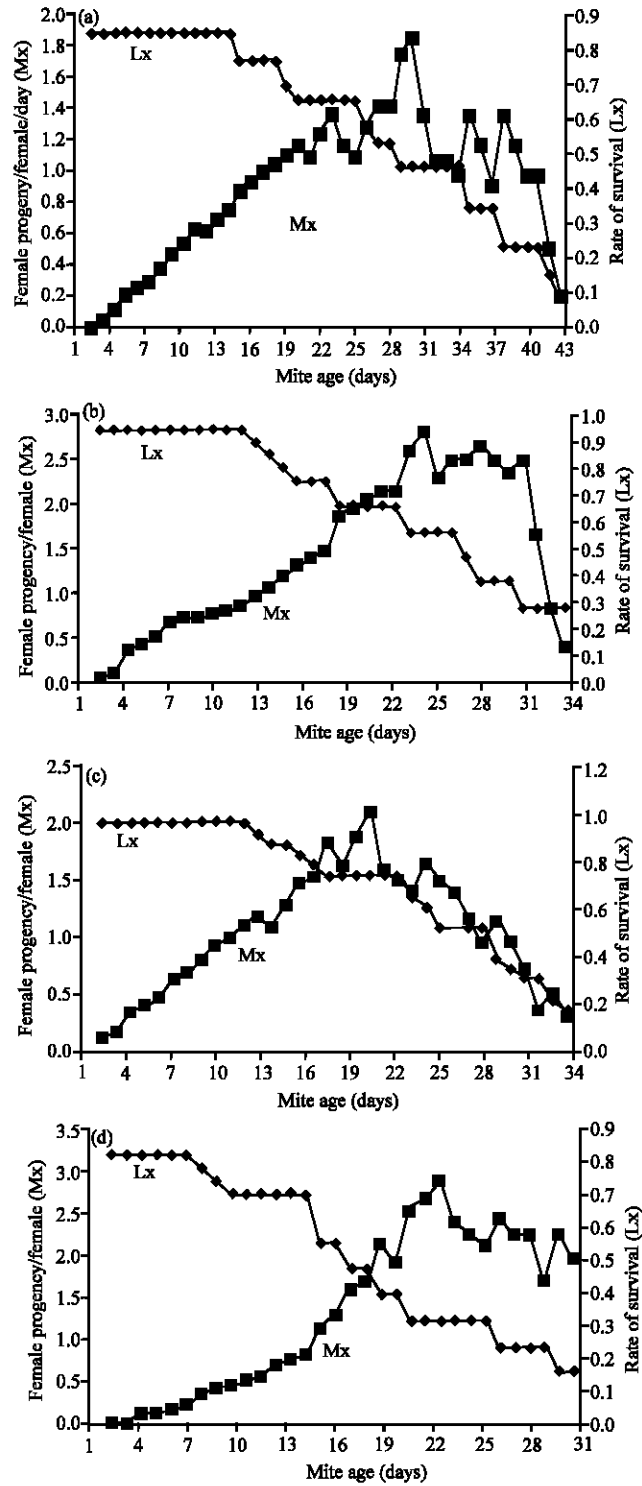 (a)
Female progeny/female/day (Mx)
2.0
1.8
1.6
1.4
1.2
1.0
0.8
0.6
0.4
0.2
0.0
Lx
Mx
0.9
0.8
0.7
0.6
0.5
0.4
0.3
0.2
0.1
0.0
Rate of survival (Lx)
1 4 7 10 13 16 19 22 25 28 31 34 37 40 43
Mite age (days)
(b)
Female progency/female (Mx)
3.0
2.5
2.0
1.5
1.0
0.5
0.0
Lx
Mx
1.0
0.9
0.8
0.7
0.6
0.5
0.4
0.3
0.2
0.1
0.0
Rate of survival (Lx)
1 4 7 10 13 16 19 22 25 28 31 34
Mite age (days)
(c)
Female progency/female (Mx)
2.5
2.0
1.5
1.0
0.5
0.0
Lx
Mx
1.2
1.0
0.8
0.6
0.4
0.2
0.0
Rate of survival (Lx)
1 4 7 10 13 16 19 22 25 28 31 34
Mite age (days)
(d)
Female progency/female (Mx)
3.5
3.0
2.5
2.0
1.5
1.0
0.5
0.0
Lx
Mx
0.9
0.8
0.7
0.6
0.5
0.4
0.3
0.2
0.1
0.0
Rate of survival (Lx)
1 4 7 10 13 16 19 22 25 28 31
Mite age (days)